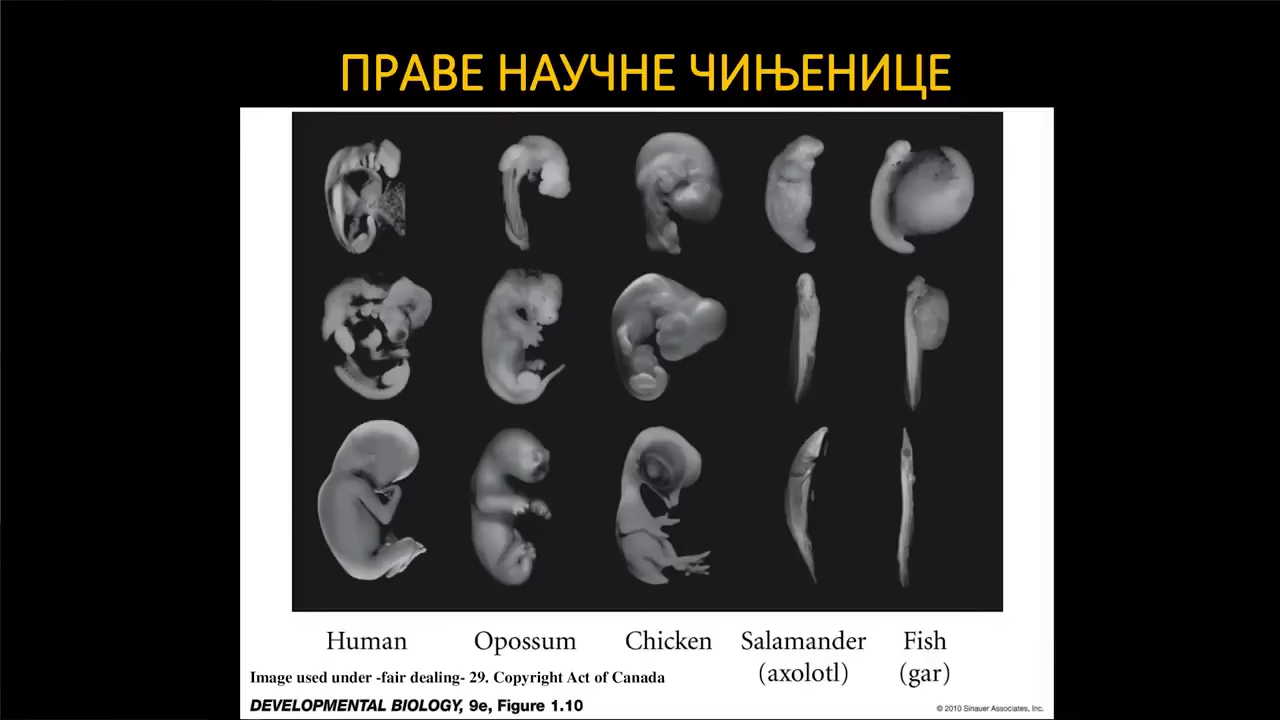 ПРАВЕ НАУЧНЕ ЧИЊЕНИЦЕ
Human Opossum Chicken Salamander Fish
(axolotl) (gar)
Image used under -fair dealing- 29. Copyright Act of Canada
DEVELOPMENTAL BIOLOGY, 9e, Figure 1.10
© 2010 Sinauer Associates, Inc.